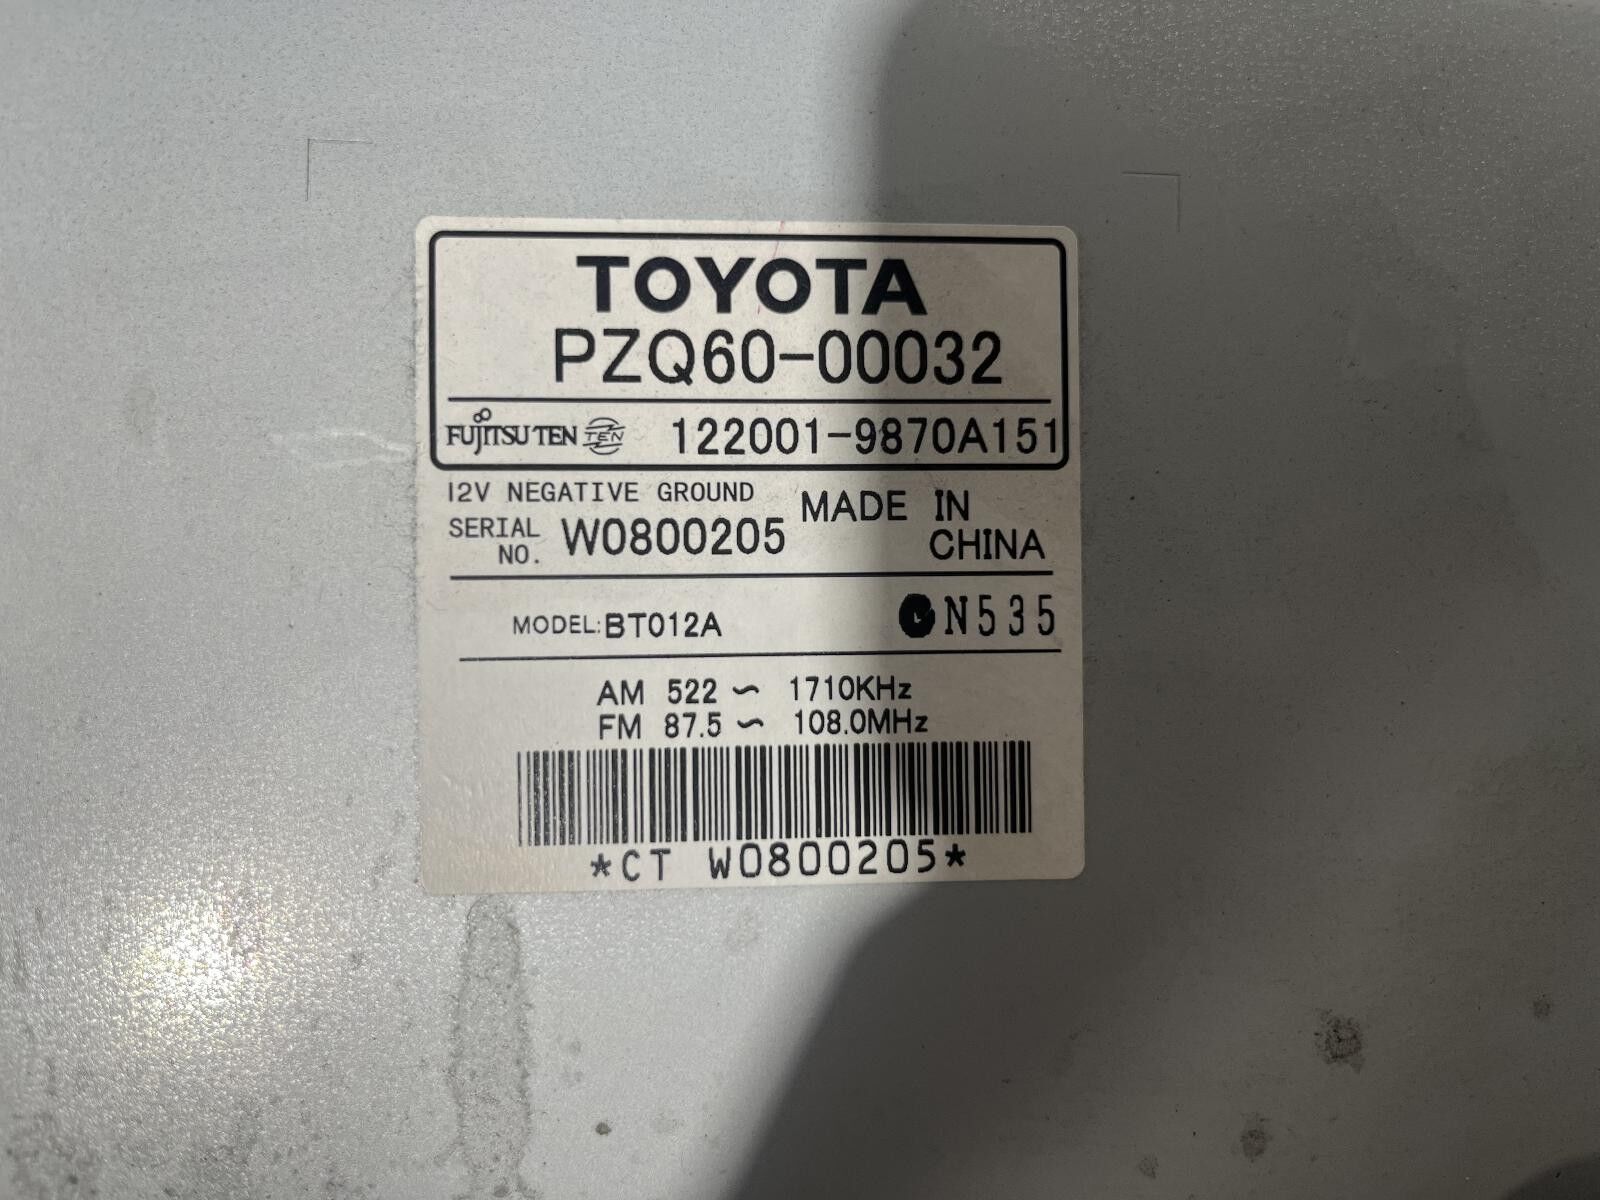 TOYOTA
PZQ60-00032
FUJITSU TEN TEN 122001-9870A151
12V NEGATIVE GROUND
SERIAL NO. W0800205
MADE IN CHINA
MODEL: BT012A N535
AM 522 ~ 1710KHz
FM 87.5 ~ 108.0MHz
*CT W0800205*